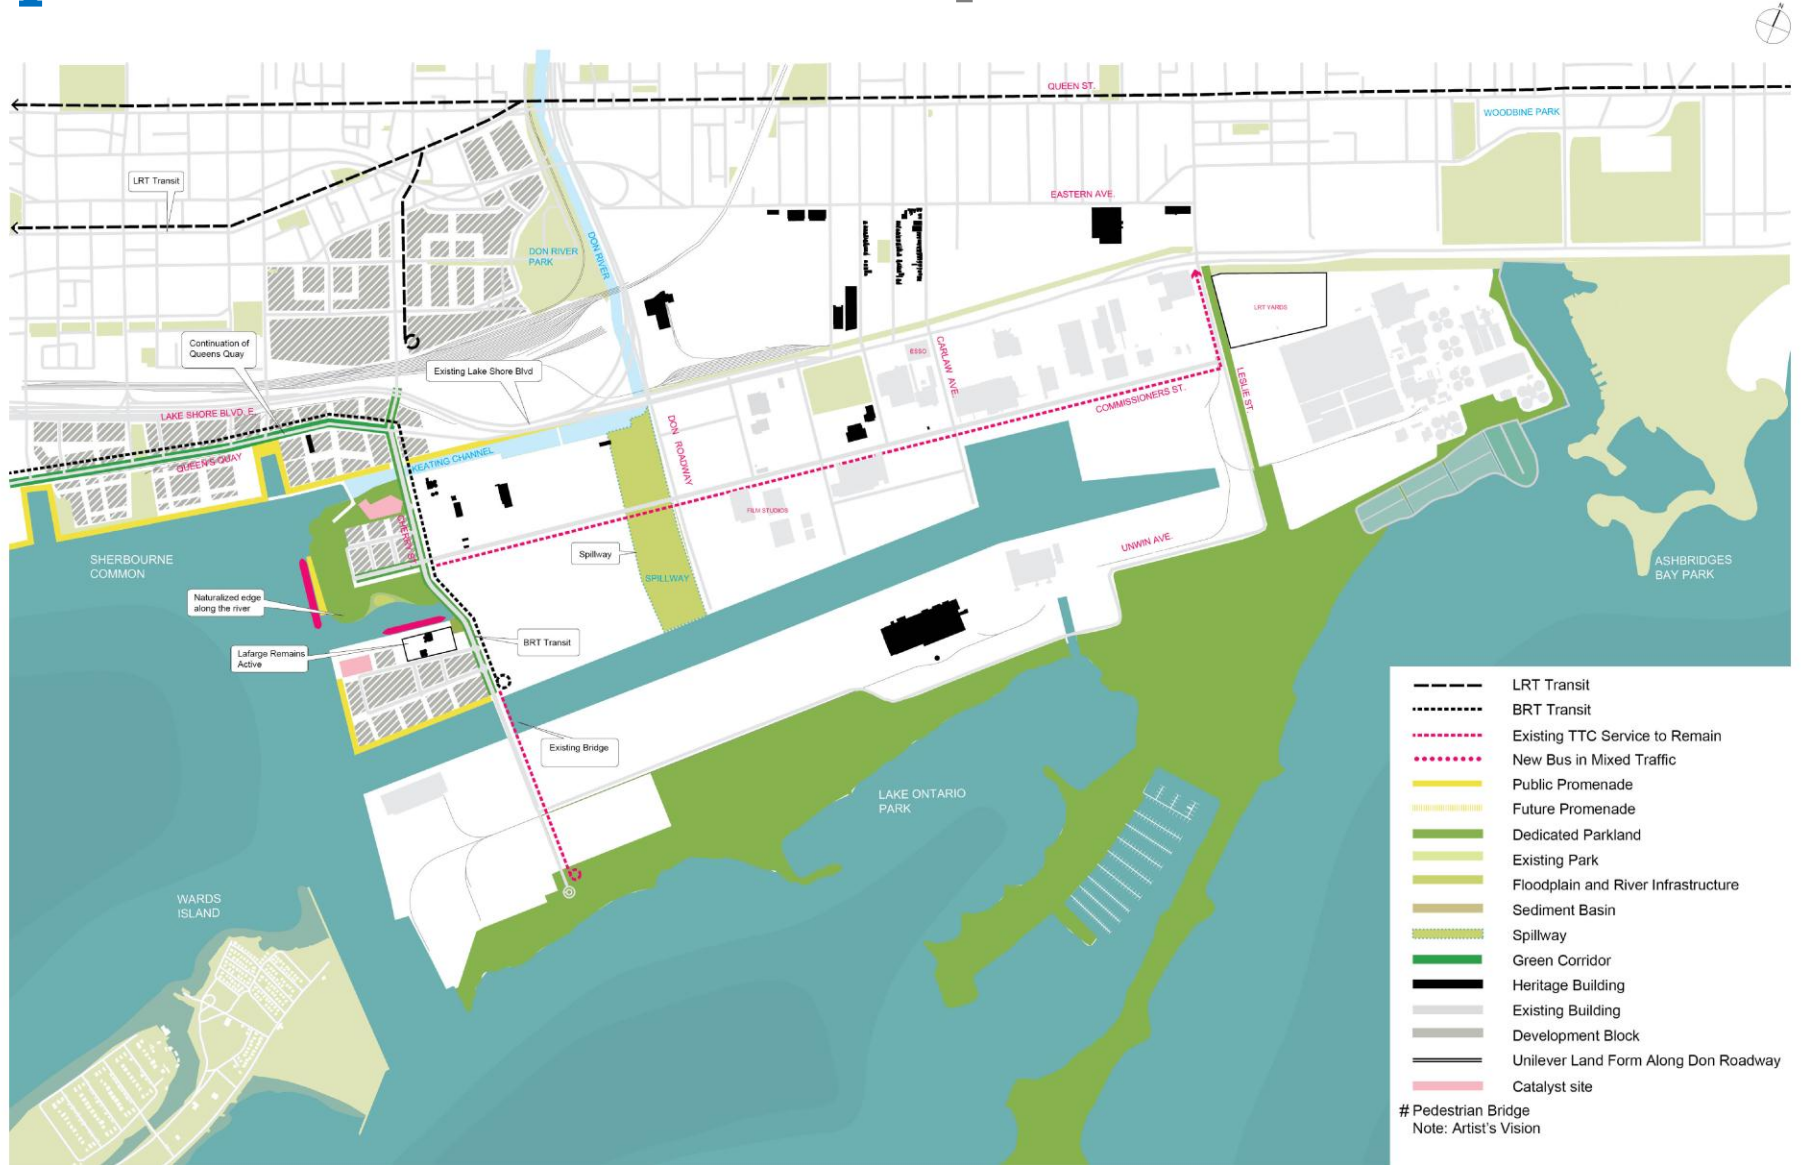 N
QUEEN ST.
WOODBINE PARK
LRT Transit
EASTERN AVE.
DON RIVER
PARK
DON RIVER
LRT YARDS
Continuation of
Queens Quay
Existing Lake Shore Blvd
ESSO
CARLAW AVE.
LESLIE ST.
COMMISSIONERS ST.
LAKE SHORE BLVD. E.
QUEEN'S QUAY
KEATING CHANNEL
DON ROADWAY
CHERRY ST.
FILM STUDIOS
UNWIN AVE.
SHERBOURNE
COMMON
Spillway
SPILLWAY
ASHBRIDGES
BAY PARK
Naturalized edge
along the river
BRT Transit
Lafarge Remains
Active
Existing Bridge
LAKE ONTARIO
PARK
WARDS
ISLAND
LRT Transit
BRT Transit
Existing TTC Service to Remain
New Bus in Mixed Traffic
Public Promenade
Future Promenade
Dedicated Parkland
Existing Park
Floodplain and River Infrastructure
Sediment Basin
Spillway
Green Corridor
Heritage Building
Existing Building
Development Block
Unilever Land Form Along Don Roadway
Catalyst site
# Pedestrian Bridge
Note: Artist's Vision